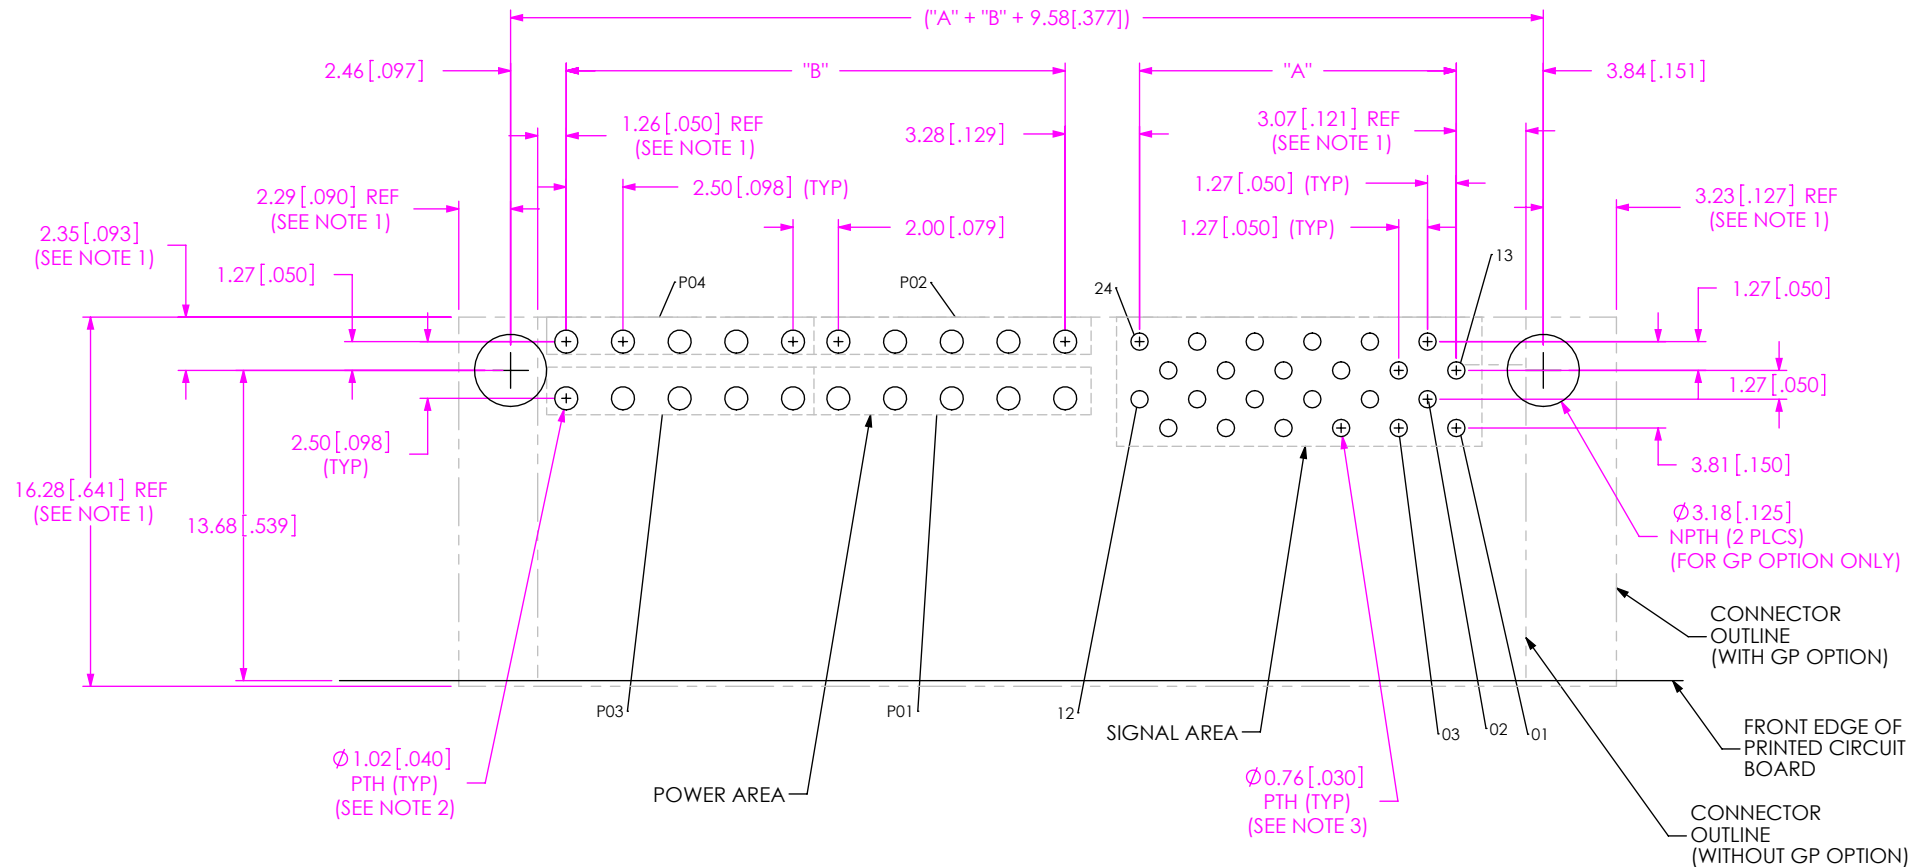 ("A" + "B" + 9.58[.377])
2.46[.097]
"B"
"A"
3.84[.151]
1.26[.050] REF
(SEE NOTE 1)
3.28[.129]
3.07[.121] REF
(SEE NOTE 1)
2.50[.098] (TYP)
1.27[.050] (TYP)
2.29[.090] REF
(SEE NOTE 1)
3.23[.127] REF
(SEE NOTE 1)
2.35[.093]
(SEE NOTE 1)
2.00[.079]
1.27[.050] (TYP)
1.27[.050]
P04
P02
24
13
1.27[.050]
1.27[.050]
2.50[.098]
(TYP)
3.81[.150]
16.28[.641] REF
(SEE NOTE 1)
13.68[.539]
Ø3.18[.125]
NPTH (2 PLCS)
(FOR GP OPTION ONLY)
CONNECTOR
OUTLINE
(WITH GP OPTION)
P03
P01
12
SIGNAL AREA
03
02
01
FRONT EDGE OF
PRINTED CIRCUIT
BOARD
Ø1.02[.040]
PTH (TYP)
(SEE NOTE 2)
POWER AREA
Ø0.76[.030]
PTH (TYP)
(SEE NOTE 3)
CONNECTOR
OUTLINE
(WITHOUT GP OPTION)